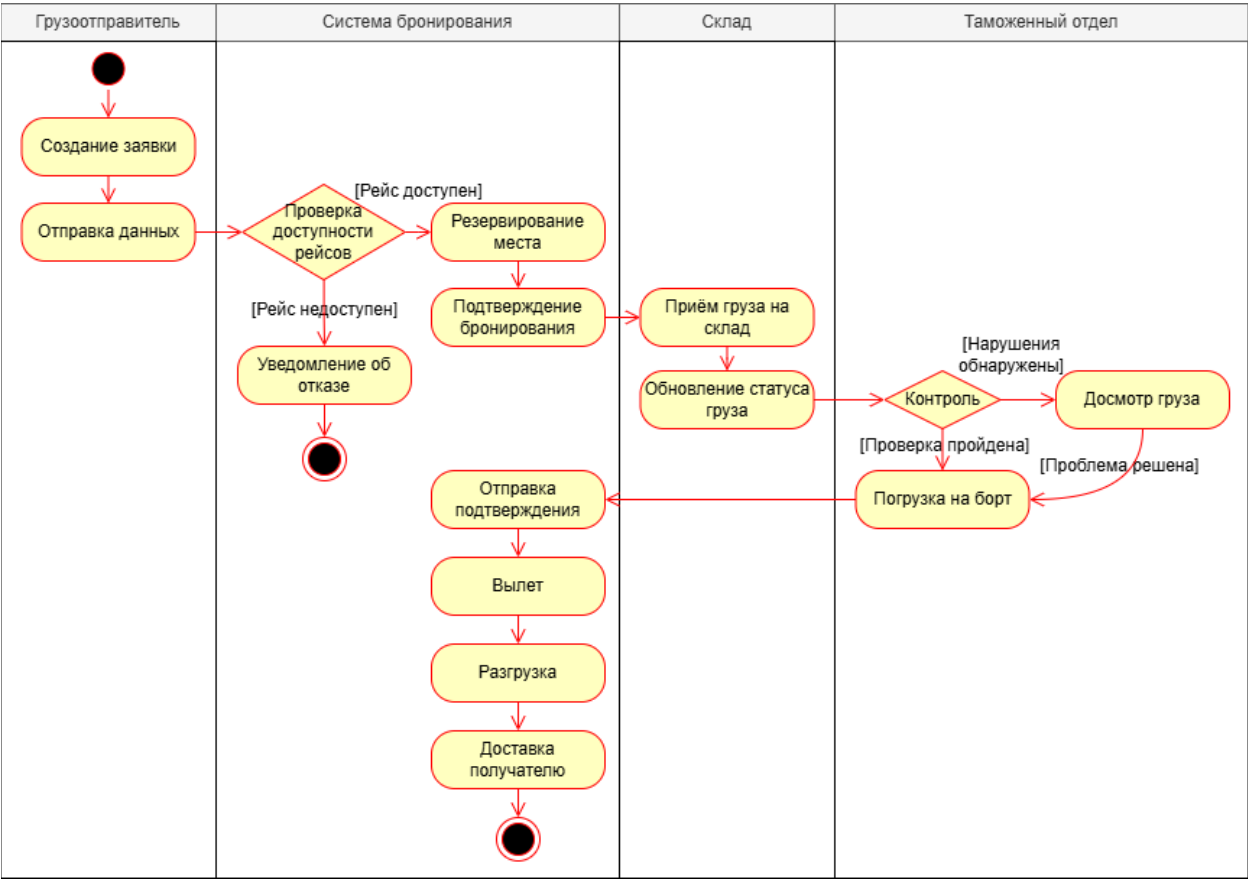 Грузоотправитель
Система бронирования
Склад
Таможенный отдел
Создание заявки
[Рейс доступен]
Отправка данных
Проверка
доступности
рейсов
Резервирование
места
[Рейс недоступен]
Подтверждение
бронирования
Приём груза на
склад
Уведомление об
отказе
[Нарушения
обнаружены]
Обновление статуса
груза
Контроль
Досмотр груза
[Проверка пройдена]
[Проблема решена]
Отправка
подтверждения
Погрузка на борт
Вылет
Разгрузка
Доставка
получателю